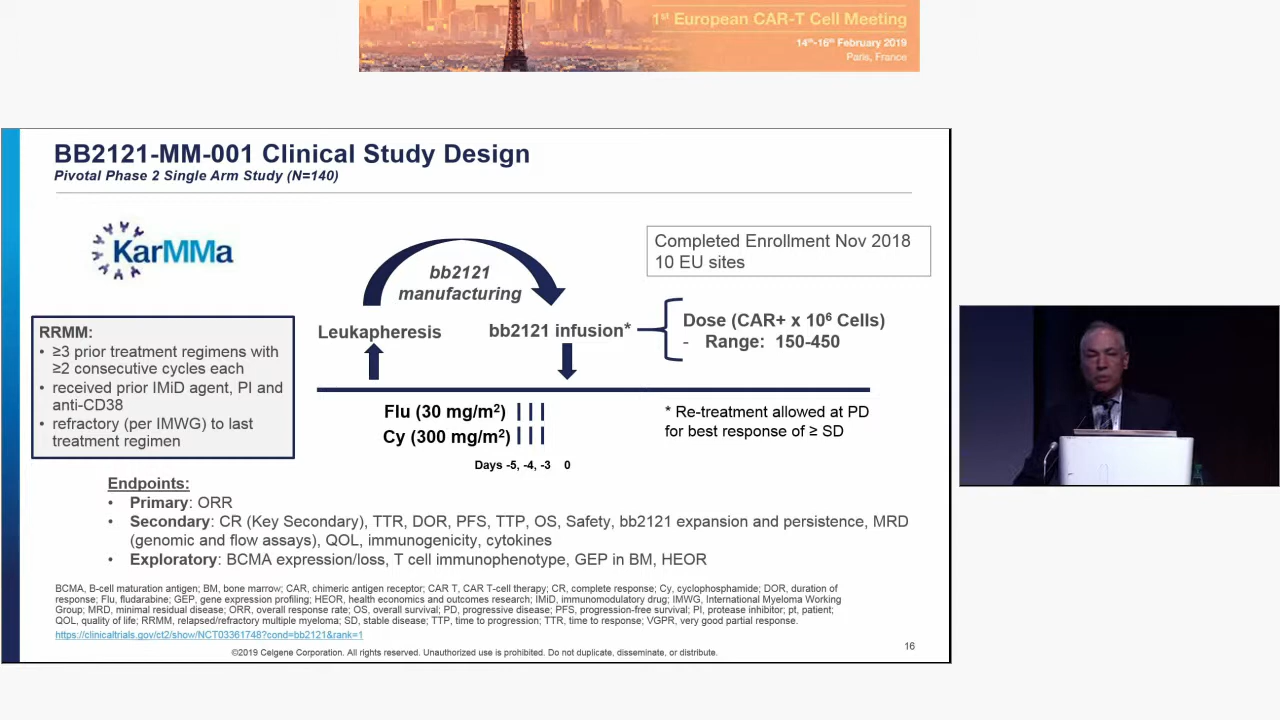 1st European CAR-T Cell Meeting
14th-16th February 2019
Paris, France
BB2121-MM-001 Clinical Study Design
Pivotal Phase 2 Single Arm Study (N=140)
KarMMa
bb2121
manufacturing
Completed Enrollment Nov 2018
10 EU sites
RRMM:
• ≥3 prior treatment regimens with
≥2 consecutive cycles each
• received prior IMiD agent, PI and
anti-CD38
• refractory (per IMWG) to last
treatment regimen
Leukapheresis
bb2121 infusion*
Dose (CAR+ x 10⁶ Cells)
- Range: 150-450
Flu (30 mg/m²)
Cy (300 mg/m²)
Days -5, -4, -3 0
* Re-treatment allowed at PD
for best response of ≥ SD
Endpoints:
• Primary: ORR
• Secondary: CR (Key Secondary), TTR, DOR, PFS, TTP, OS, Safety, bb2121 expansion and persistence, MRD
(genomic and flow assays), QOL, immunogenicity, cytokines
• Exploratory: BCMA expression/loss, T cell immunophenotype, GEP in BM, HEOR
BCMA, B-cell maturation antigen; BM, bone marrow; CAR, chimeric antigen receptor; CAR T, CAR T-cell therapy; CR, complete response; Cy, cyclophosphamide; DOR, duration of
response; Flu, fludarabine; GEP, gene expression profiling; HEOR, health economics and outcomes research; IMiD, immunomodulatory drug; IMWG, International Myeloma Working
Group; MRD, minimal residual disease; ORR, overall response rate; OS, overall survival; PD, progressive disease; PFS, progression-free survival; PI, protease inhibitor; pt, patient;
QOL, quality of life; RRMM, relapsed/refractory multiple myeloma; SD, stable disease; TTP, time to progression; TTR, time to response; VGPR, very good partial response.
https://clinicaltrials.gov/ct2/show/NCT03361748?cond=bb2121&rank=1
©2019 Celgene Corporation. All rights reserved. Unauthorized use is prohibited. Do not duplicate, disseminate, or distribute.
16